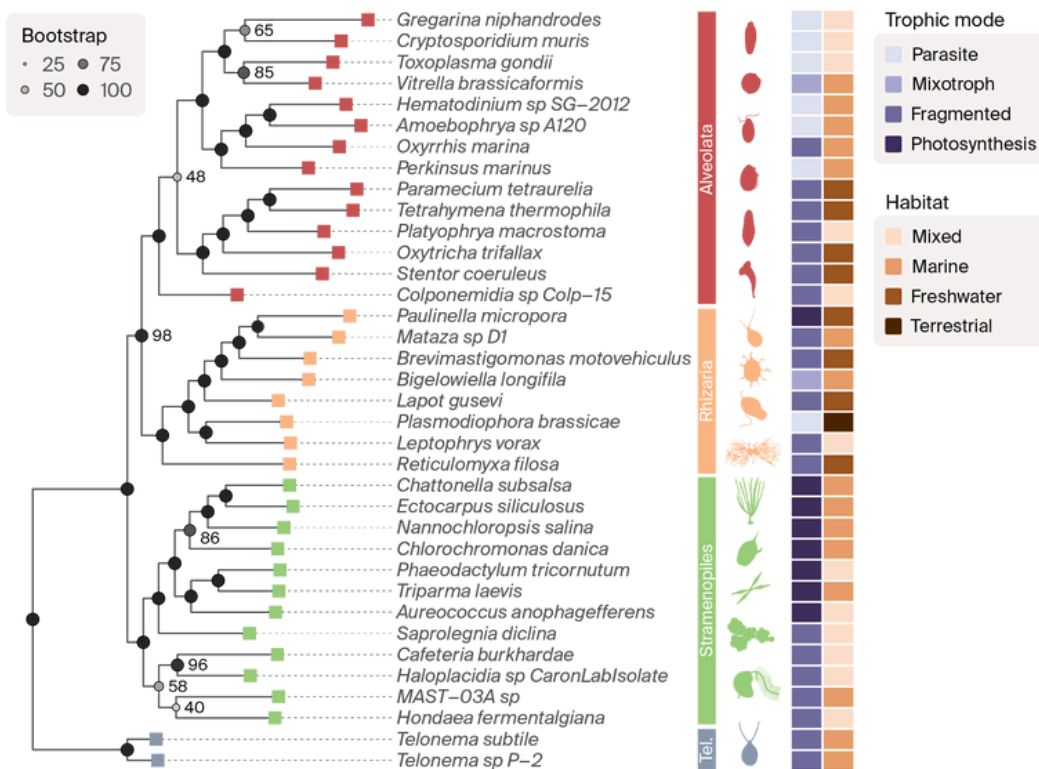 Bootstrap
25 75
50 100
65
85
48
98
86
96
58
40
Gregarina niphandrodes
Cryptosporidium muris
Toxoplasma gondii
Vitrella brassicaformis
Hematodinium sp SG-2012
Amoebophrya sp A120
Oxyrrhis marina
Perkinsus marinus
Paramecium tetraurelia
Tetrahymena thermophila
Platyophrya macrostoma
Oxytricha trifallax
Stentor coeruleus
Colponemidia sp Colp-15
Paulinella micropora
Mataza sp D1
Brevimastigomonas motovehiculus
Bigelowiella longifila
Lapot gusevi
Plasmodiophora brassicae
Leptophrys vorax
Reticulomyxa filosa
Chattonella subsalsa
Ectocarpus siliculosus
Nannochloropsis salina
Chlorochromonas danica
Phaeodactylum tricornutum
Triparma laevis
Aureococcus anophagefferens
Saprolegnia diclina
Cafeteria burkhardae
Haloplacidia sp CaronLabIsolate
MAST-03A sp
Hondaea fermentalgiana
Telonema subtile
Telonema sp P-2
Alveolata
Rhizaria
Stramenopiles
Tel.
Trophic mode
Parasite
Mixotroph
Fragmented
Photosynthesis
Habitat
Mixed
Marine
Freshwater
Terrestrial